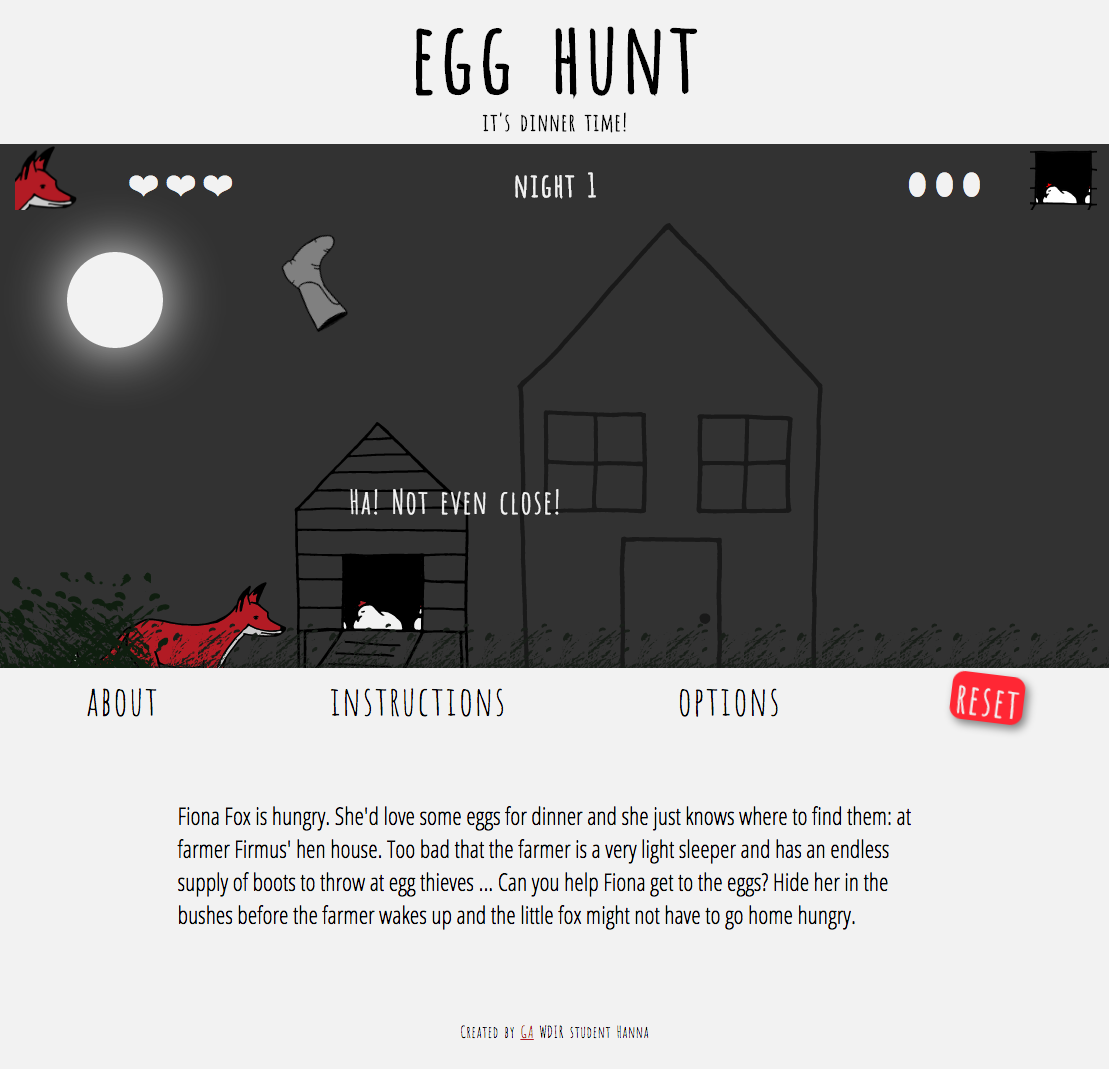 EGG HUNT
IT'S DINNER TIME!
NIGHT 1
Ha! Not even close!
ABOUT
INSTRUCTIONS
OPTIONS
RESET
Fiona Fox is hungry. She'd love some eggs for dinner and she just knows where to find them: at
farmer Firmus' hen house. Too bad that the farmer is a very light sleeper and has an endless
supply of boots to throw at egg thieves ... Can you help Fiona get to the eggs? Hide her in the
bushes before the farmer wakes up and the little fox might not have to go home hungry.
Created by GA WDIR student Hanna